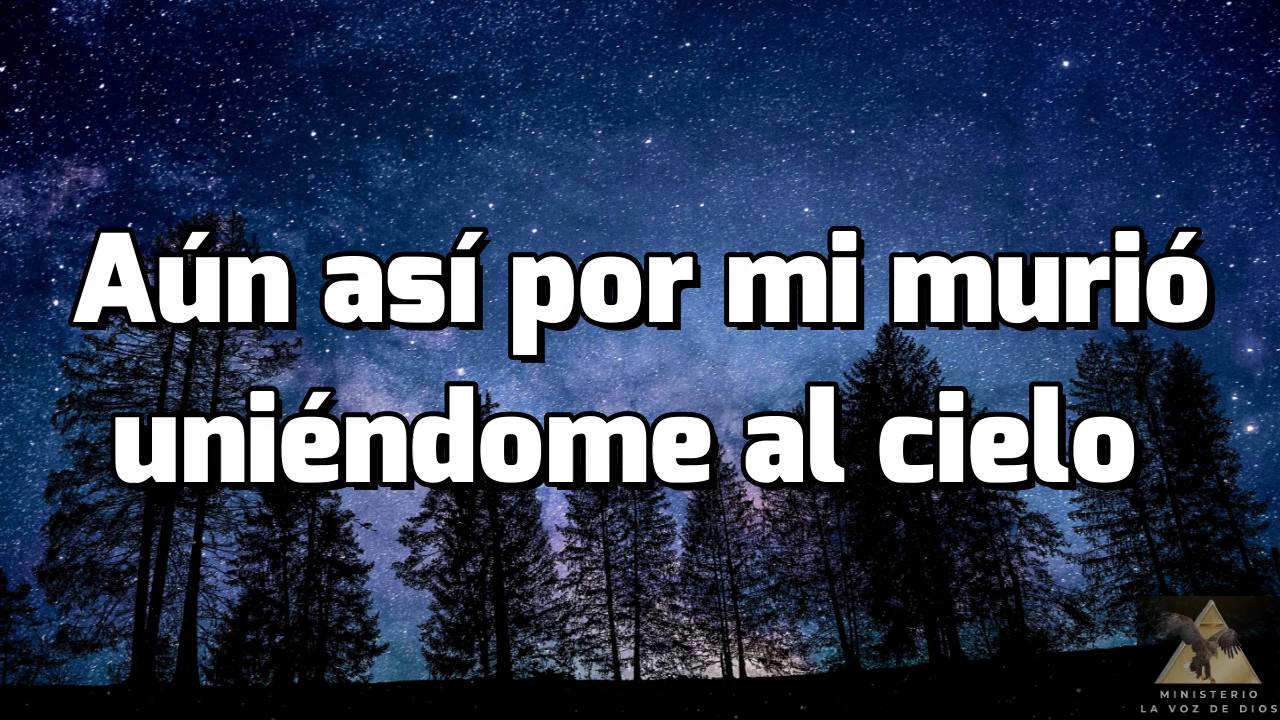 Aún así por mi murió
uniéndome al cielo
MINISTERIO
LA VOZ DE DIOS